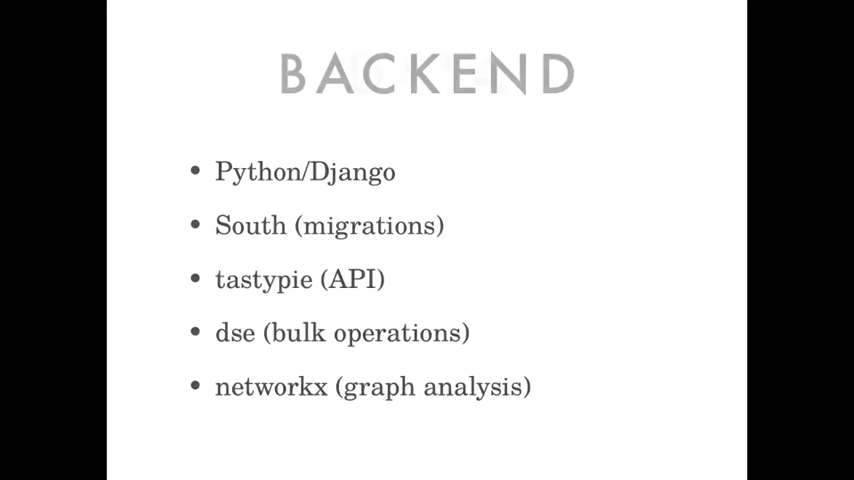 BACKEND
• Python/Django
• South (migrations)
• tastypie (API)
• dse (bulk operations)
• networkx (graph analysis)